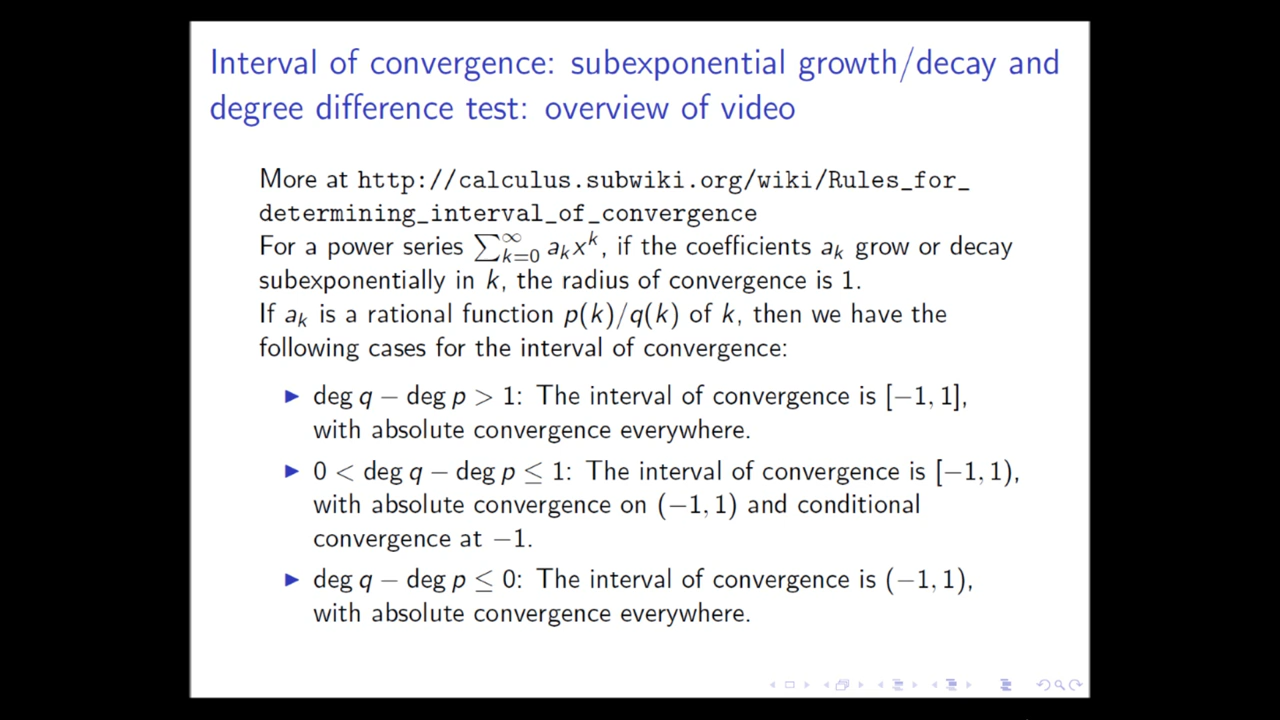 Interval of convergence: subexponential growth/decay and
degree difference test: overview of video
More at http://calculus.subwiki.org/wiki/Rules_for_
determining_interval_of_convergence
For a power series ∑_{k=0}^{∞} a_k x^k, if the coefficients a_k grow or decay
subexponentially in k, the radius of convergence is 1.
If a_k is a rational function p(k)/q(k) of k, then we have the
following cases for the interval of convergence:
▶ deg q − deg p > 1: The interval of convergence is [−1, 1],
with absolute convergence everywhere.
▶ 0 < deg q − deg p ≤ 1: The interval of convergence is [−1, 1),
with absolute convergence on (−1, 1) and conditional
convergence at −1.
▶ deg q − deg p ≤ 0: The interval of convergence is (−1, 1),
with absolute convergence everywhere.